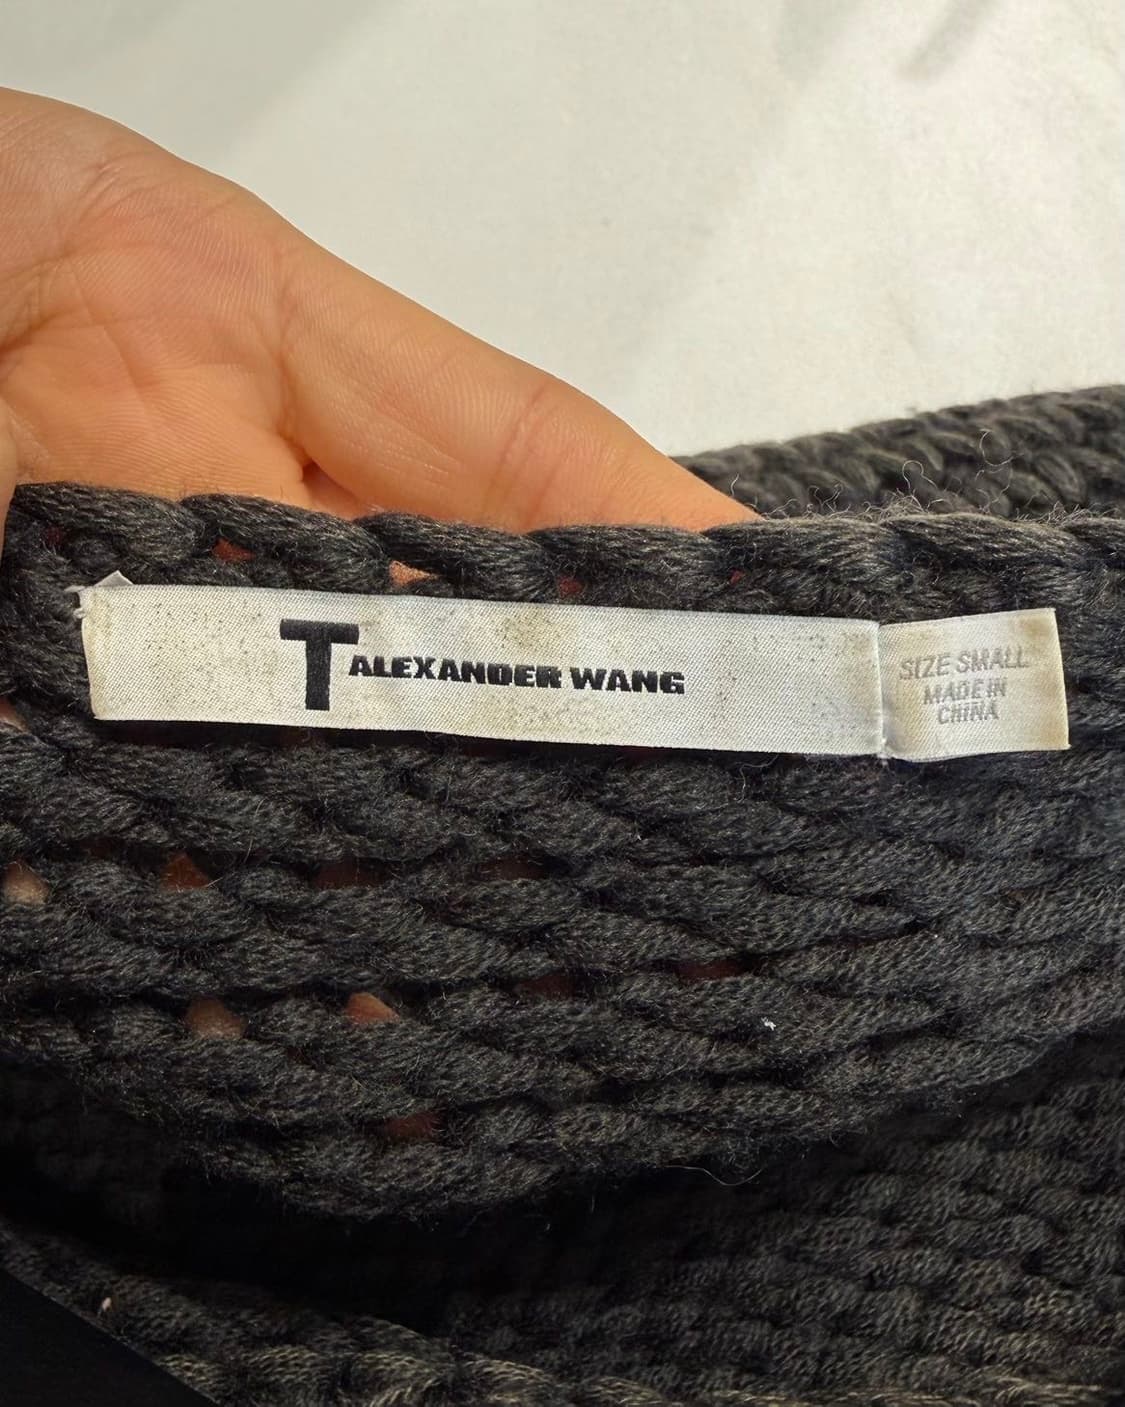 T ALEXANDER WANG
SIZE SMALL
MADE IN
CHINA